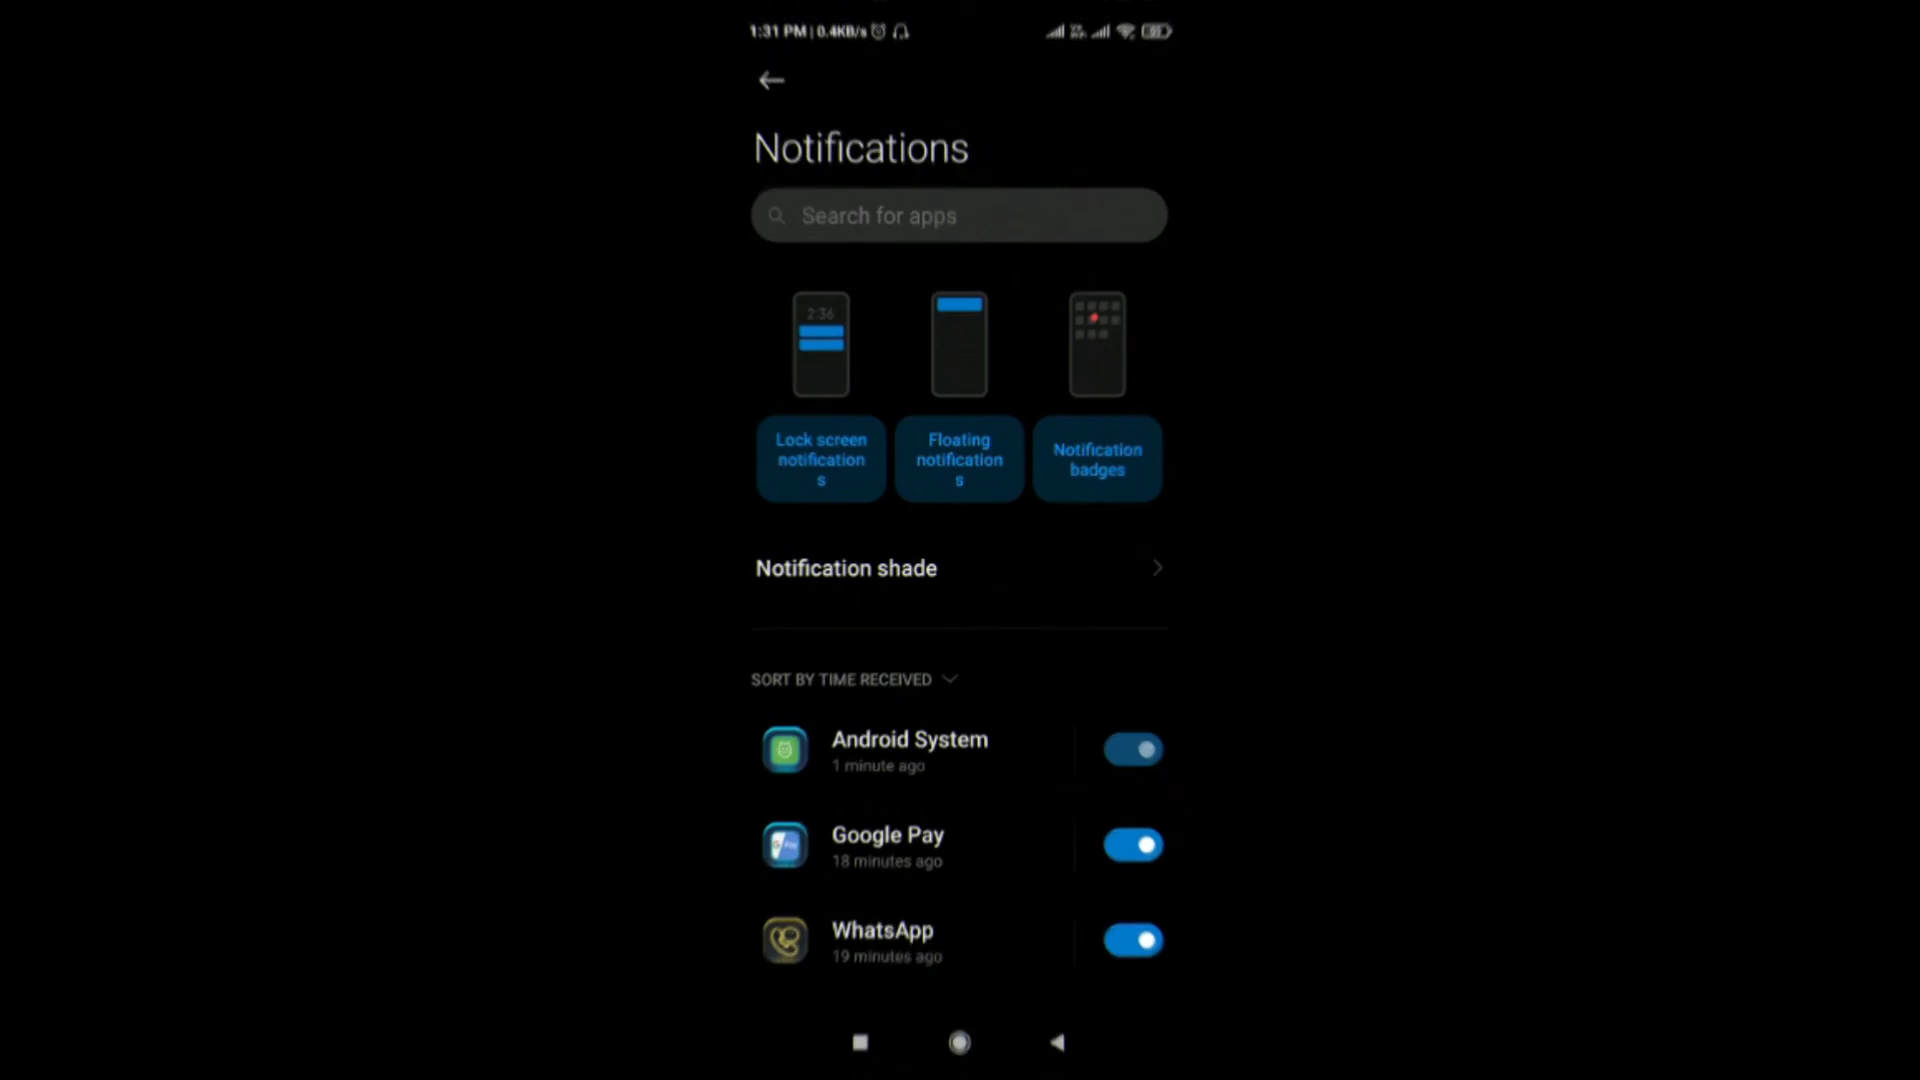 1:31 PM | 0.4KB/s
Notifications
Search for apps
2:36
Lock screen
notification
s
Floating
notification
s
Notification
badges
Notification shade
SORT BY TIME RECEIVED
Android System
1 minute ago
Google Pay
18 minutes ago
WhatsApp
19 minutes ago